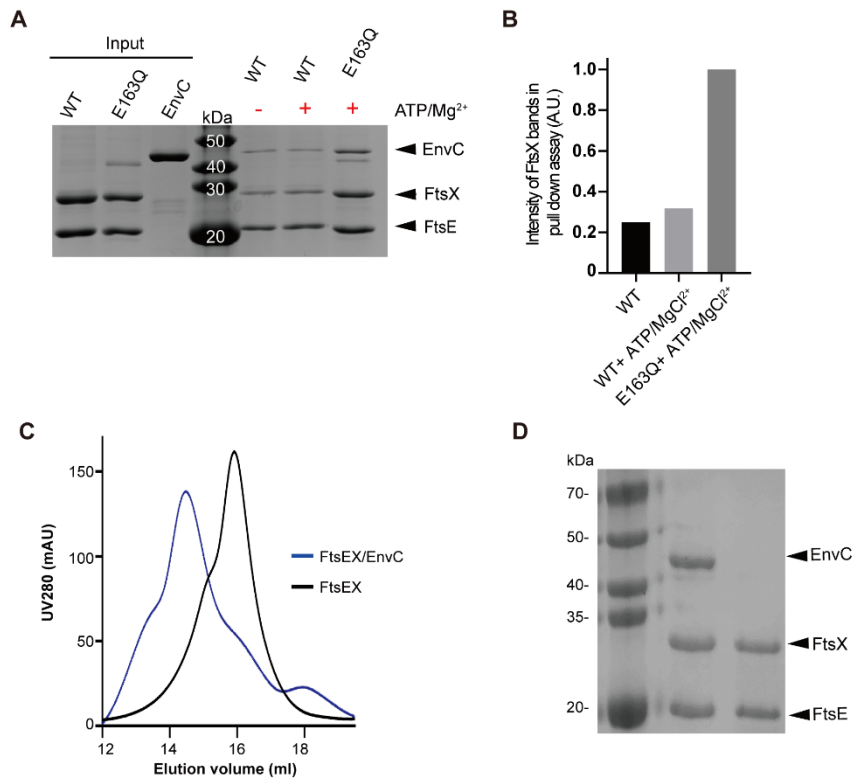 A
Input
WT
E163Q
EnvC
kDa
WT
WT
E163Q
- + + ATP/Mg2+
50
40
30
20
EnvC
FtsX
FtsE
B
Intensity of FtsX bands in
pull down assay (A.U.)
1.0
0.8
0.6
0.4
0.2
0
WT
WT+ ATP/MgCl2+
E163Q+ ATP/MgCl2+
C
UV280 (mAU)
150
100
50
0
12 14 16 18
Elution volume (ml)
FtsEX/EnvC
FtsEX
D
kDa
70-
50-
40-
35-
20-
EnvC
FtsX
FtsE